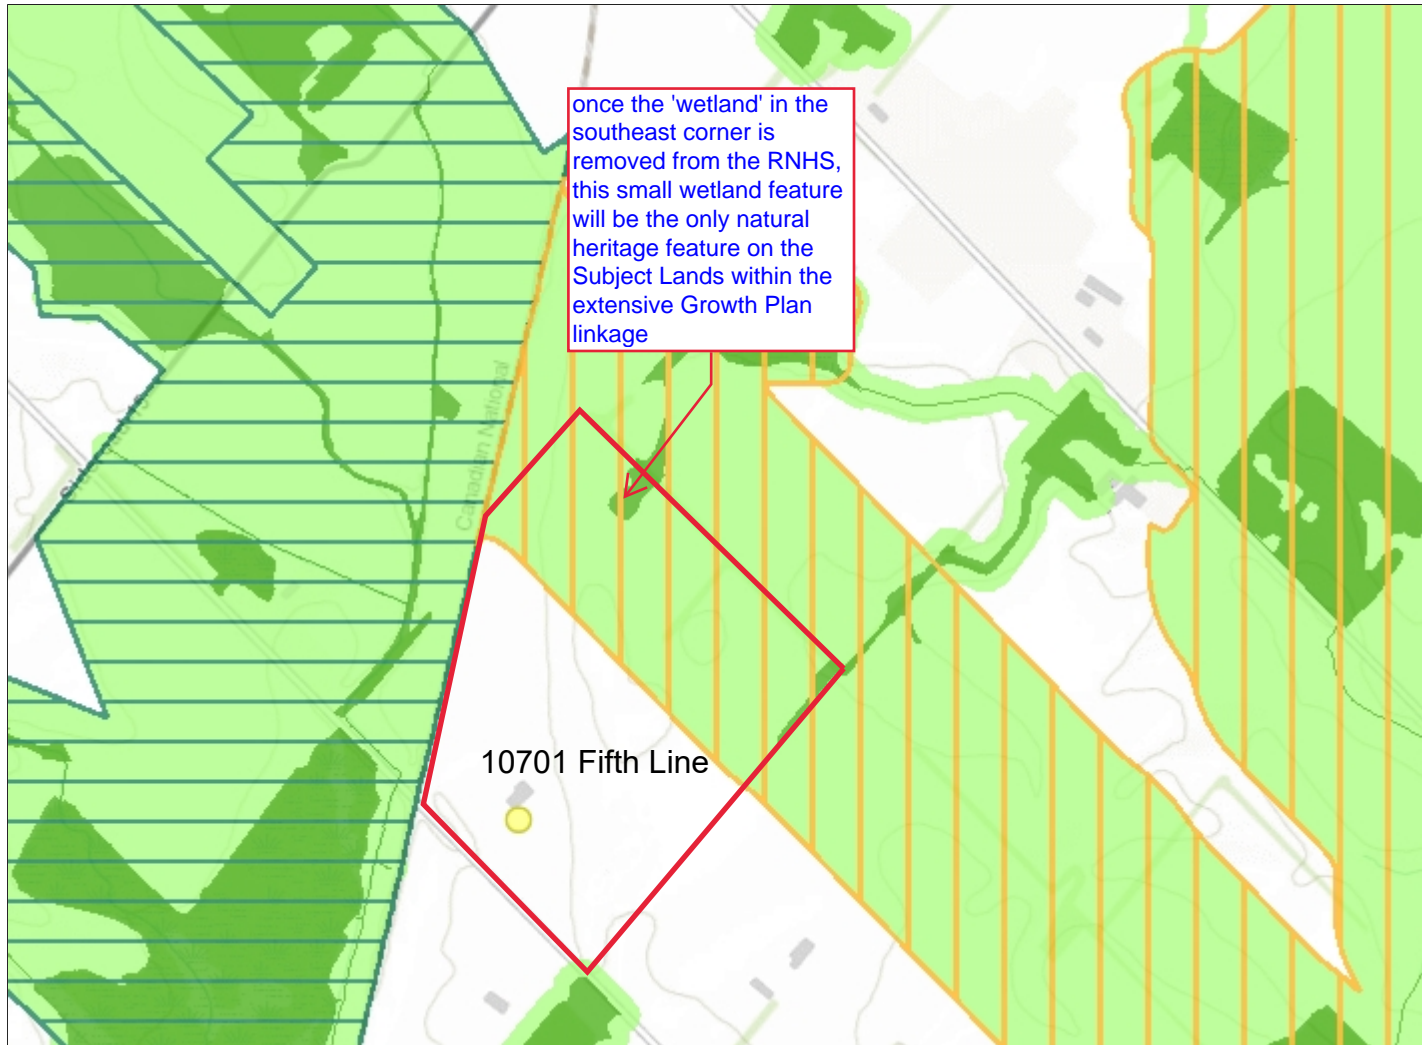 once the 'wetland' in the
southeast corner is
removed from the RNHS,
this small wetland feature
will be the only natural
heritage feature on the
Subject Lands within the
extensive Growth Plan
linkage
Canadian National
10701 Fifth Line